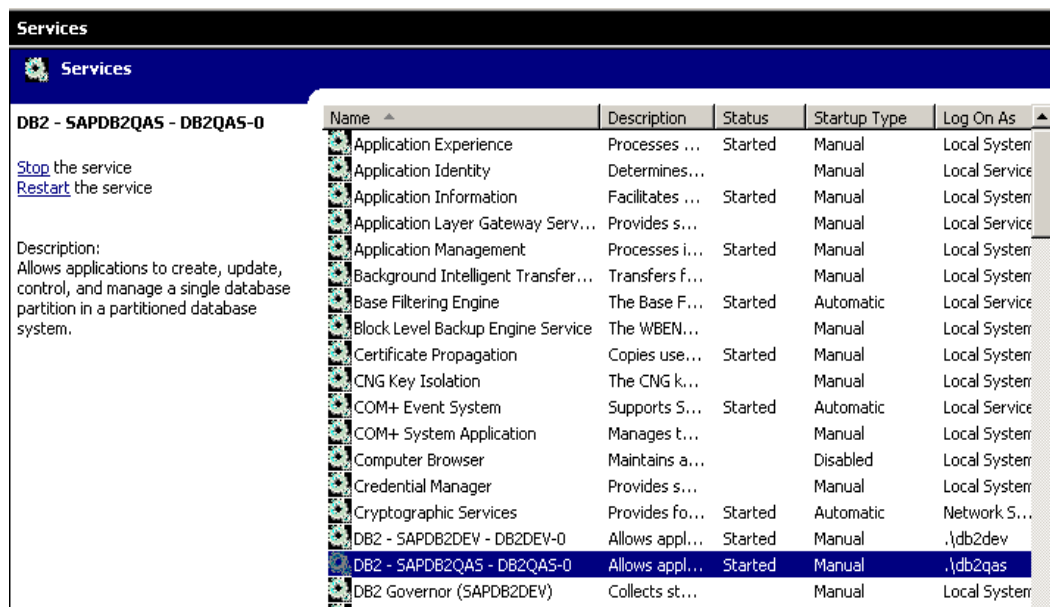 Services
Services
DB2 - SAPDB2QAS - DB2QAS-0
Stop the service
Restart the service
Description:
Allows applications to create, update,
control, and manage a single database
partition in a partitioned database
system.
Name Description Status Startup Type Log On As
Application Experience Processes ... Started Manual Local System
Application Identity Determines... Manual Local Service
Application Information Facilitates ... Started Manual Local System
Application Layer Gateway Serv... Provides s... Manual Local Service
Application Management Processes i... Started Manual Local System
Background Intelligent Transfer... Transfers f... Manual Local System
Base Filtering Engine The Base F... Started Automatic Local Service
Block Level Backup Engine Service The WBEN... Manual Local System
Certificate Propagation Copies use... Started Manual Local System
CNG Key Isolation The CNG k... Manual Local System
COM+ Event System Supports S... Started Automatic Local Service
COM+ System Application Manages t... Manual Local System
Computer Browser Maintains a... Disabled Local System
Credential Manager Provides s... Manual Local System
Cryptographic Services Provides fo... Started Automatic Network S...
DB2 - SAPDB2DEV - DB2DEV-0 Allows appl... Started Manual .\db2dev
DB2 - SAPDB2QAS - DB2QAS-0 Allows appl... Started Manual .\db2qas
DB2 Governor (SAPDB2DEV) Collects st... Manual Local System